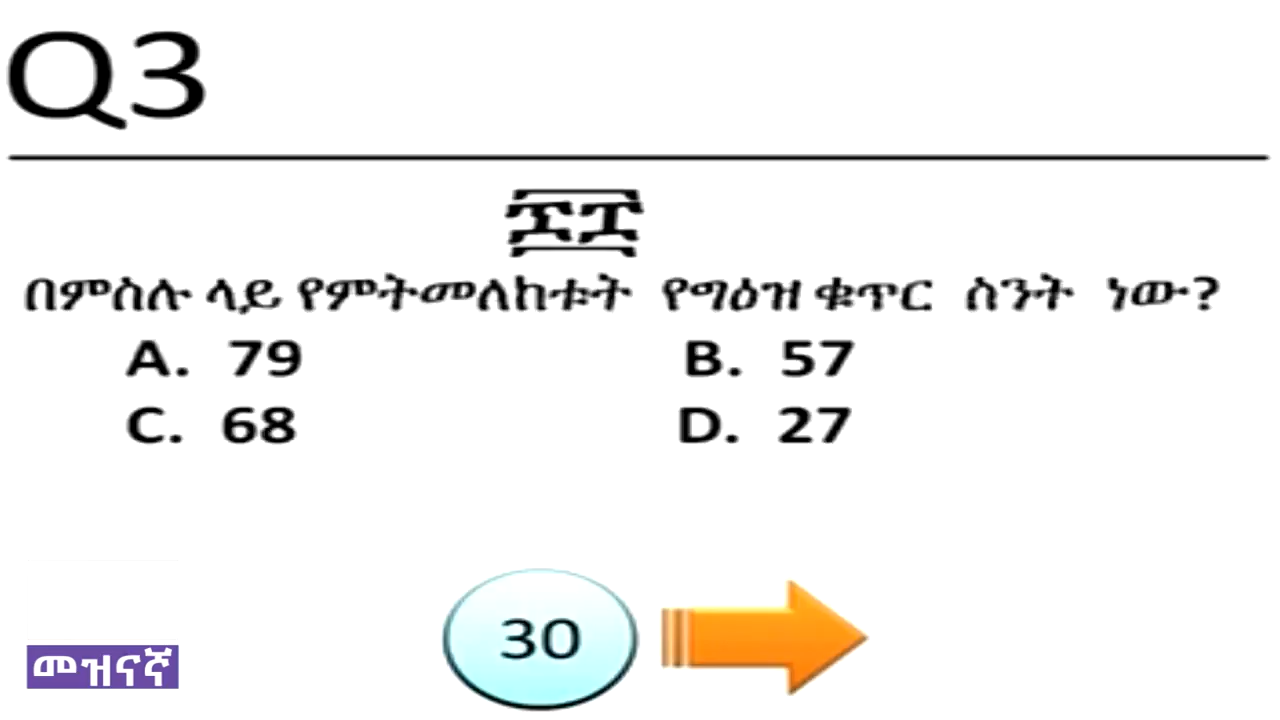 Q3
፷፰
በምስሉ ላይ የምትመለከቱት የግዕዝ ቁጥር ስንት ነው?
A. 79 B. 57
C. 68 D. 27
30
መዝናኛ